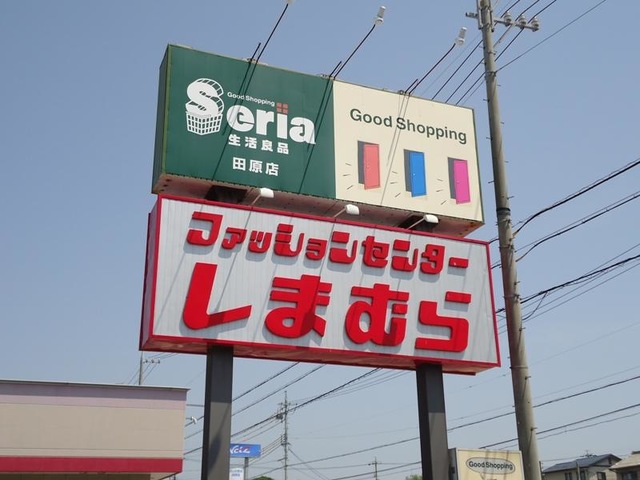 Good Shopping
Seria
生活良品
田原店
Good Shopping
ファッションセンター
しまむら
Good Shopping